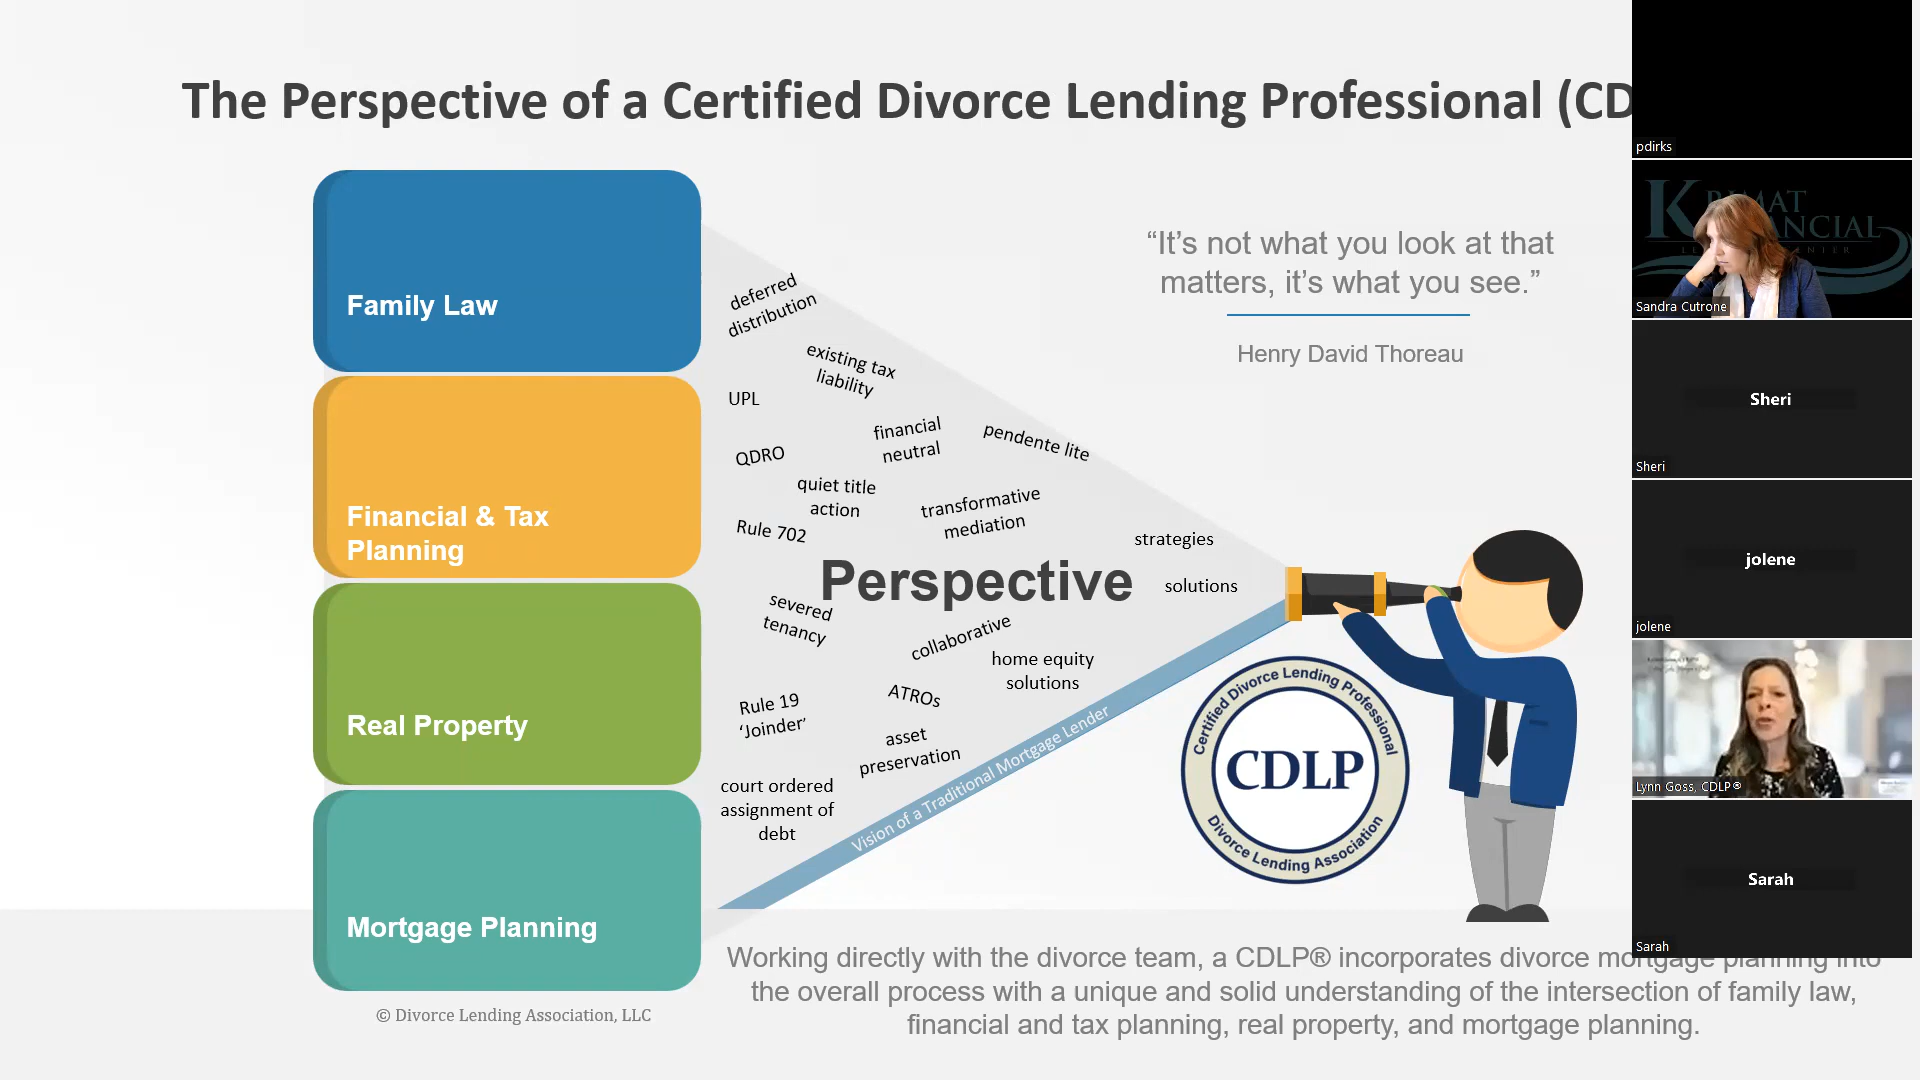 The Perspective of a Certified Divorce Lending Professional (CD
Family Law
Financial & Tax
Planning
Real Property
Mortgage Planning
© Divorce Lending Association, LLC
deferred
distribution
existing tax
liability
UPL
financial
neutral
pendente lite
QDRO
quiet title
action
transformative
mediation
Rule 702
strategies
Perspective
solutions
severed
tenancy
collaborative
home equity
solutions
ATROs
Rule 19
‘Joinder’
asset
preservation
court ordered
assignment of
debt
Vision of a Traditional Mortgage Lender
“It’s not what you look at that
matters, it’s what you see.”
Henry David Thoreau
Certified Divorce Lending Professional
CDLP
Divorce Lending Association
Working directly with the divorce team, a CDLP® incorporates divorce mortgage planning into
the overall process with a unique and solid understanding of the intersection of family law,
financial and tax planning, real property, and mortgage planning.
pdirks
Sandra Cutrone
Sheri
Sheri
jolene
jolene
Lynn Goss, CDLP®
Sarah
Sarah